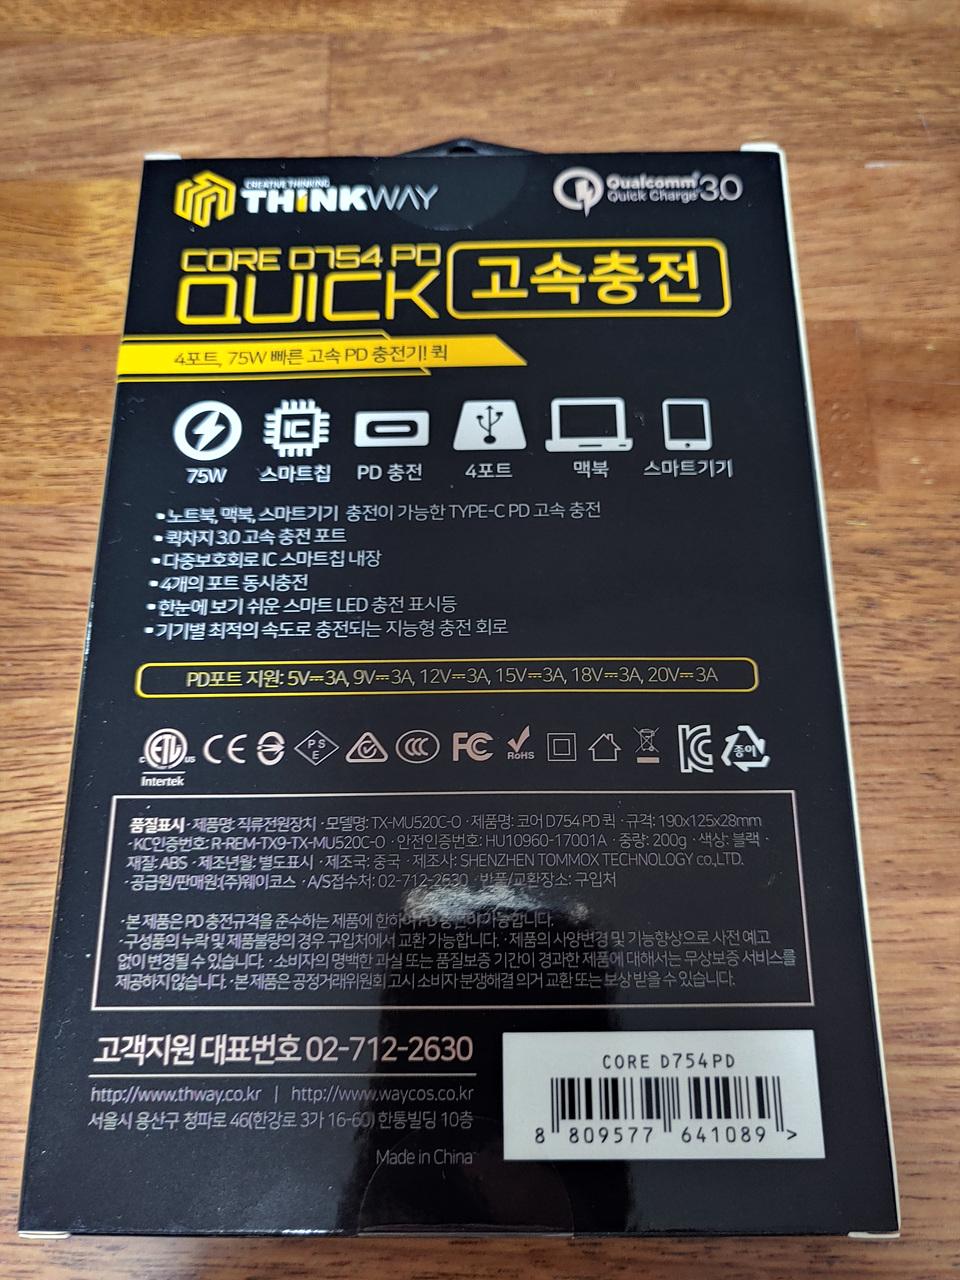 CREATIVE THINKING
THINKWAY
Qualcomm
Quick Charge 3.0
CORE D754 PD
QUICK 고속충전
4포트, 75W 빠른 고속 PD 충전기! 퀵
IC
75W 스마트칩 PD 충전 4포트 맥북 스마트기기
• 노트북, 맥북, 스마트기기 충전이 가능한 TYPE-C PD 고속 충전
• 퀵차지 3.0 고속 충전 포트
• 다중보호회로 IC 스마트칩 내장
• 4개의 포트 동시충전
• 한눈에 보기 쉬운 스마트 LED 충전 표시등
• 기기별 최적의 속도로 충전되는 지능형 충전 회로
PD포트 지원: 5V⎓3A, 9V⎓3A, 12V⎓3A, 15V⎓3A, 18V⎓3A, 20V⎓3A
c ETL us CE PSE CCC FC RoHS KC 종이
Intertek
품질표시 · 제품명: 직류전원장치 · 모델명: TX-MU520C-O · 제품명: 코어 D754 PD 퀵 · 규격: 190x125x28mm
· KC인증번호: R-REM-TX9-TX-MU520C-O · 안전인증번호: HU10960-17001A · 중량: 200g · 색상: 블랙 ·
재질: ABS · 제조년월: 별도표시 · 제조국: 중국 · 제조사: SHENZHEN TOMMOX TECHNOLOGY co.,LTD.
· 공급원/판매원:(주)웨이코스 · A/S접수처: 02-712-2630 · 반품/교환장소: 구입처
· 본 제품은 PD 충전규격을 준수하는 제품에 한하여 PD 충전이 가능합니다.
· 구성품의 누락 및 제품불량의 경우 구입처에서 교환 가능합니다. · 제품의 사양변경 및 기능향상으로 사전 예고
없이 변경될 수 있습니다. · 소비자의 명백한 과실 또는 품질보증 기간이 경과한 제품에 대해서는 무상보증 서비스를
제공하지 않습니다. · 본 제품은 공정거래위원회 고시 소비자 분쟁해결 의거 교환 또는 보상 받을 수 있습니다.
고객지원 대표번호 02-712-2630
http://www.thway.co.kr | http://www.waycos.co.kr
서울시 용산구 청파로 46(한강로 3가 16-60) 한통빌딩 10층
Made in China
CORE D754PD
8 809577 641089 >